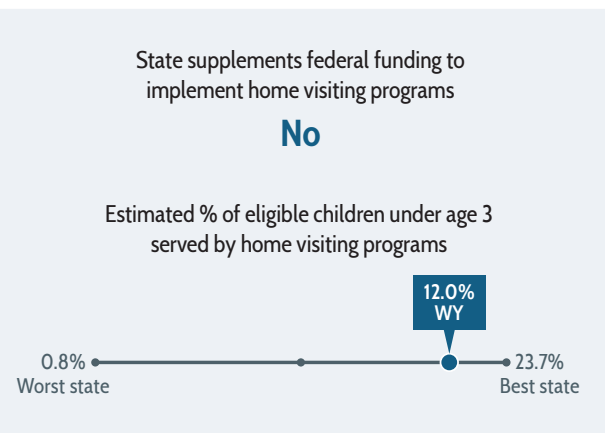 State supplements federal funding to
implement home visiting programs
No
Estimated % of eligible children under age 3
served by home visiting programs
12.0%
WY
0.8%
Worst state
23.7%
Best state